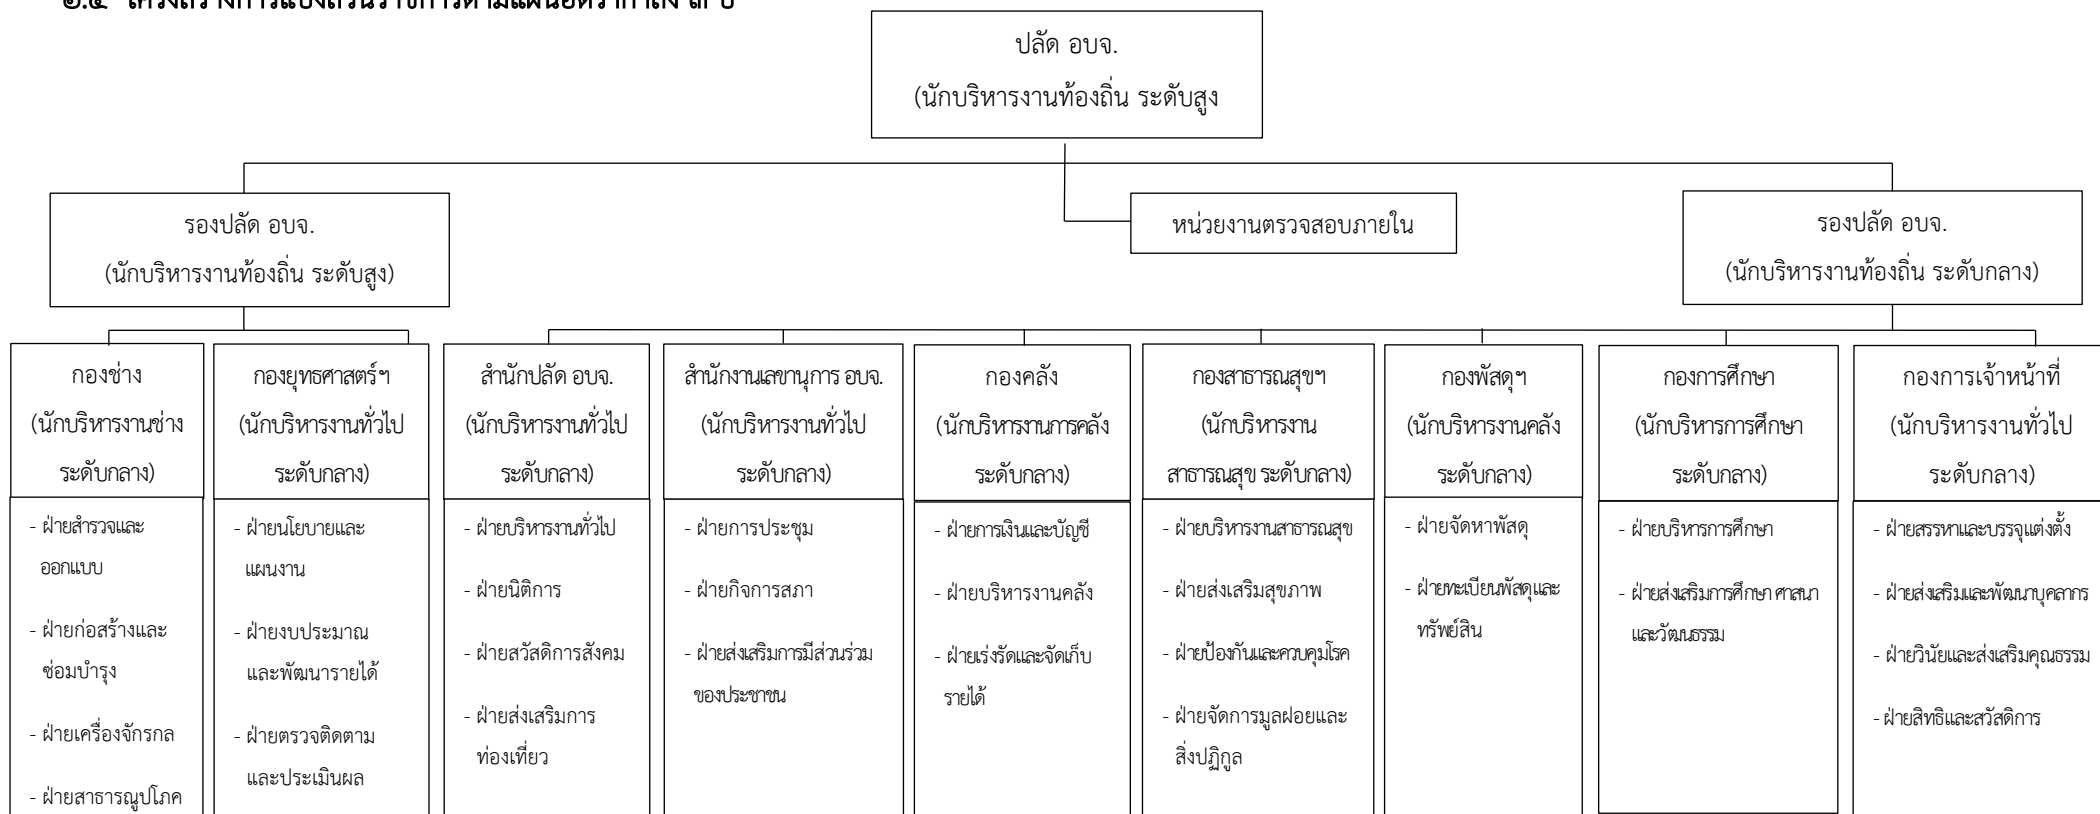 โครงสร้างการแบ่งส่วนราชการตามแผนอัตรากำลัง ๓ ปี
ปลัด อบจ.
(นักบริหารงานท้องถิ่น ระดับสูง
รองปลัด อบจ.
(นักบริหารงานท้องถิ่น ระดับสูง)
หน่วยงานตรวจสอบภายใน
รองปลัด อบจ.
(นักบริหารงานท้องถิ่น ระดับกลาง)
กองช่าง
(นักบริหารงานช่าง
ระดับกลาง)
- ฝ่ายสำรวจและ
ออกแบบ
- ฝ่ายก่อสร้างและ
ซ่อมบำรุง
- ฝ่ายเครื่องจักรกล
- ฝ่ายสาธารณูปโภค
กองยุทธศาสตร์ฯ
(นักบริหารงานทั่วไป
ระดับกลาง)
- ฝ่ายนโยบายและ
แผนงาน
- ฝ่ายงบประมาณ
และพัฒนารายได้
- ฝ่ายตรวจติดตาม
และประเมินผล
สำนักปลัด อบจ.
(นักบริหารงานทั่วไป
ระดับกลาง)
- ฝ่ายบริหารงานทั่วไป
- ฝ่ายนิติการ
- ฝ่ายสวัสดิการสังคม
- ฝ่ายส่งเสริมการ
ท่องเที่ยว
สำนักงานเลขานุการ อบจ.
(นักบริหารงานทั่วไป
ระดับกลาง)
- ฝ่ายการประชุม
- ฝ่ายกิจการสภา
- ฝ่ายส่งเสริมการมีส่วนร่วม
ของประชาชน
กองคลัง
(นักบริหารงานการคลัง
ระดับกลาง)
- ฝ่ายการเงินและบัญชี
- ฝ่ายบริหารงานคลัง
- ฝ่ายเร่งรัดและจัดเก็บ
รายได้
กองสาธารณสุขฯ
(นักบริหารงาน
สาธารณสุข ระดับกลาง)
- ฝ่ายบริหารงานสาธารณสุข
- ฝ่ายส่งเสริมสุขภาพ
- ฝ่ายป้องกันและควบคุมโรค
- ฝ่ายจัดการมูลฝอยและ
สิ่งปฏิกูล
กองพัสดุฯ
(นักบริหารงานคลัง
ระดับกลาง)
- ฝ่ายจัดหาพัสดุ
- ฝ่ายทะเบียนพัสดุและ
ทรัพย์สิน
กองการศึกษา
(นักบริหารการศึกษา
ระดับกลาง)
- ฝ่ายบริหารการศึกษา
- ฝ่ายส่งเสริมการศึกษา ศาสนา
และวัฒนธรรม
กองการเจ้าหน้าที่
(นักบริหารงานทั่วไป
ระดับกลาง)
- ฝ่ายสรรหาและบรรจุแต่งตั้ง
- ฝ่ายส่งเสริมและพัฒนาบุคลากร
- ฝ่ายวินัยและส่งเสริมคุณธรรม
- ฝ่ายสิทธิและสวัสดิการ